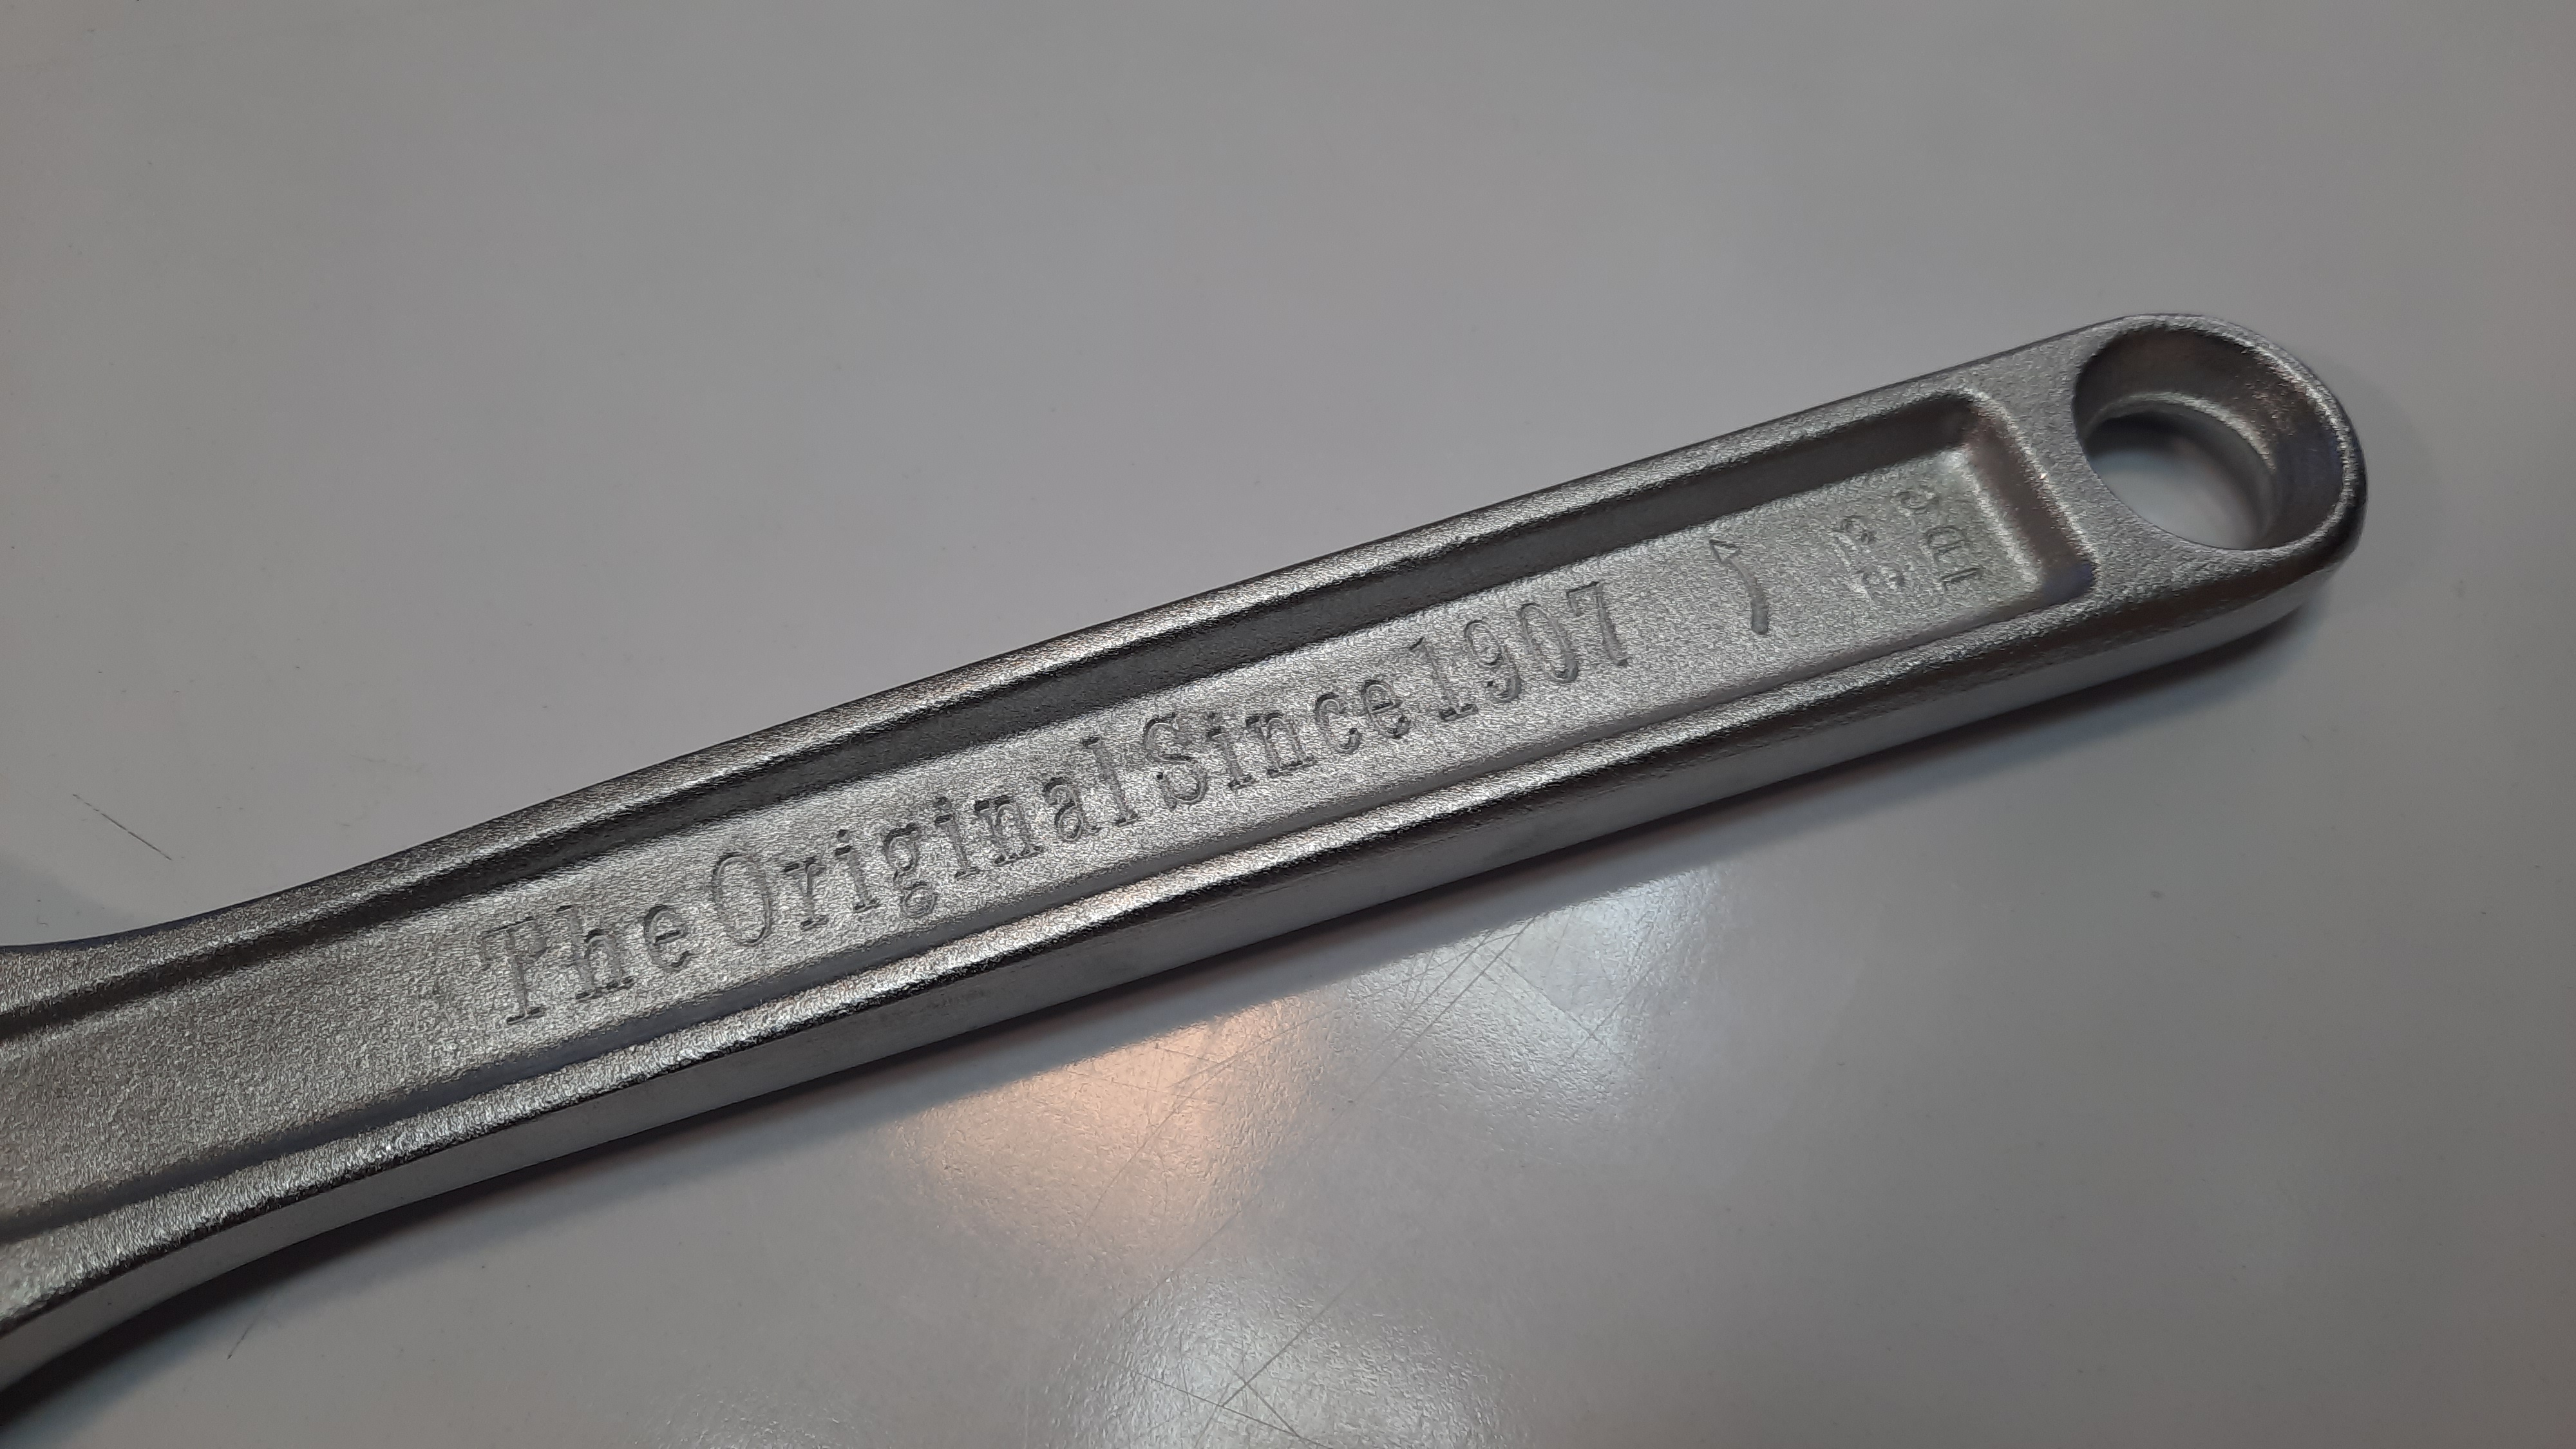 The Original Since 1907